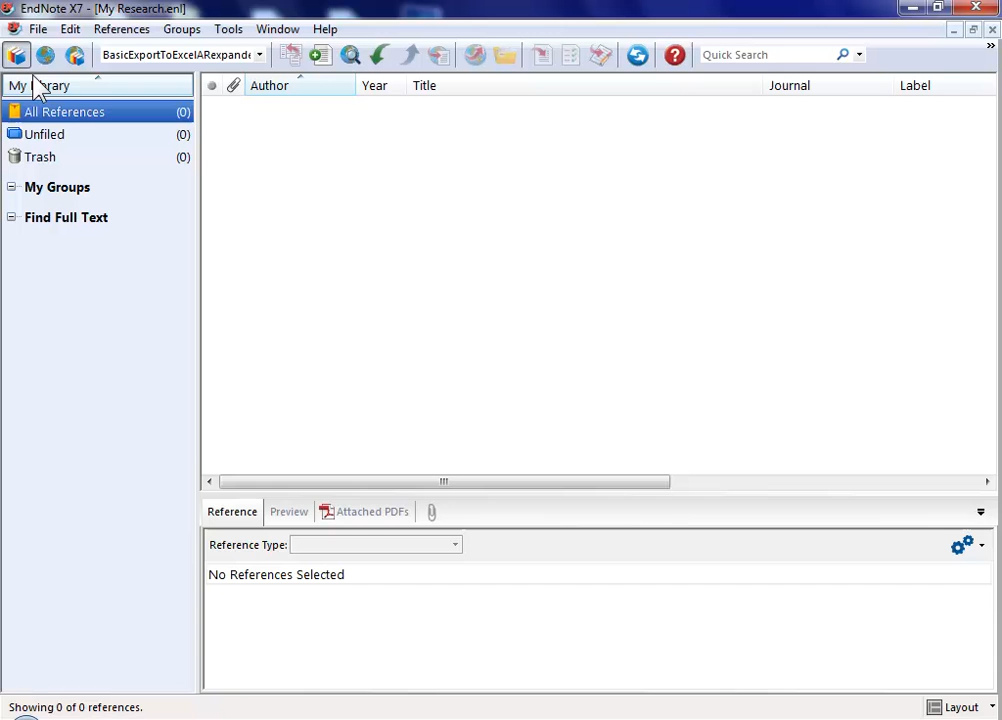 EndNote X7 - [My Research.enl]
File Edit References Groups Tools Window Help
BasicExportToExcelARexpande Quick Search
My Library
Author Year Title Journal Label
All References (0)
Unfiled (0)
Trash (0)
My Groups
Find Full Text
Reference Preview Attached PDFs
Reference Type:
No References Selected
Showing 0 of 0 references. Layout